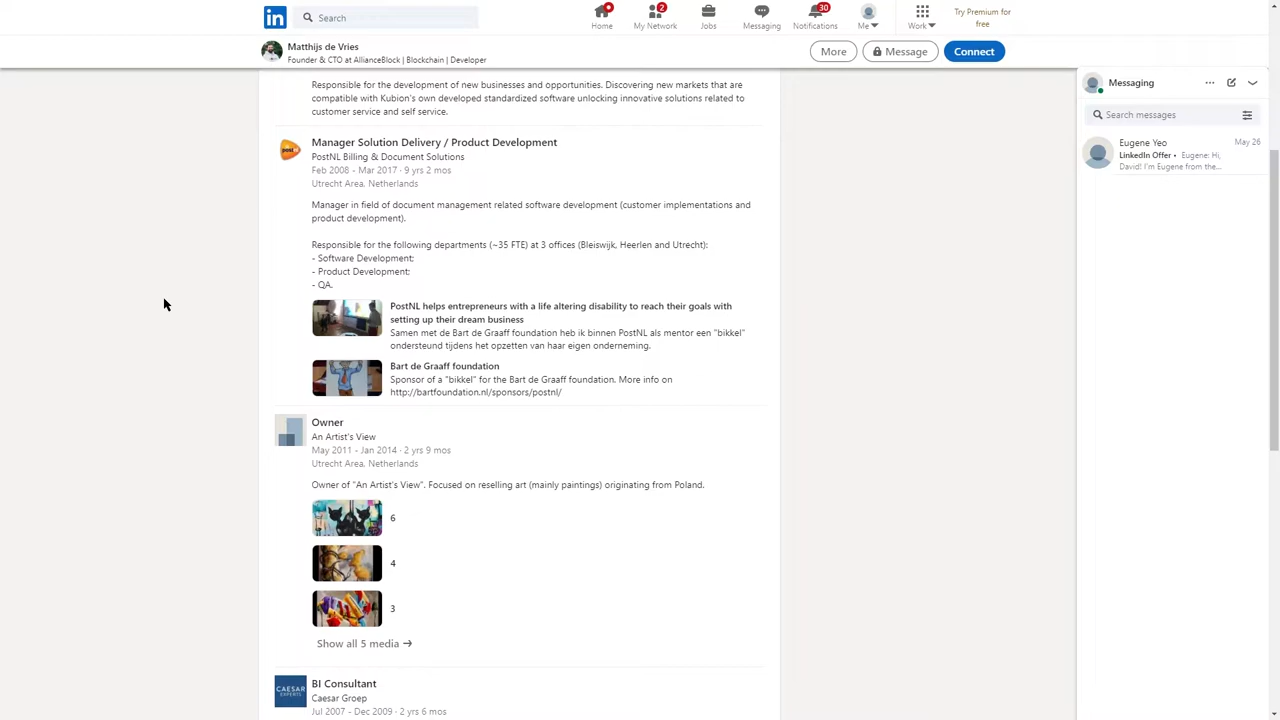 in
Search
Home
2
My Network
Jobs
Messaging
30
Notifications
Me
Work
Try Premium for
free
Matthijs de Vries
Founder & CTO at AllianceBlock | Blockchain | Developer
More
Message
Connect
Responsible for the development of new businesses and opportunities. Discovering new markets that are
compatible with Kubion's own developed standardized software unlocking innovative solutions related to
customer service and self service.
postnl
Manager Solution Delivery / Product Development
PostNL Billing & Document Solutions
Feb 2008 - Mar 2017 · 9 yrs 2 mos
Utrecht Area, Netherlands
Manager in field of document management related software development (customer implementations and
product development).
Responsible for the following departments (~35 FTE) at 3 offices (Bleiswijk, Heerlen and Utrecht):
- Software Development;
- Product Development;
- QA.
PostNL helps entrepreneurs with a life altering disability to reach their goals with
setting up their dream business
Samen met de Bart de Graaff foundation heb ik binnen PostNL als mentor een "bikkel"
ondersteund tijdens het opzetten van haar eigen onderneming.
Bart de Graaff foundation
Sponsor of a "bikkel" for the Bart de Graaff foundation. More info on
http://bartfoundation.nl/sponsors/postnl/
Owner
An Artist's View
May 2011 - Jan 2014 · 2 yrs 9 mos
Utrecht Area, Netherlands
Owner of "An Artist's View". Focused on reselling art (mainly paintings) originating from Poland.
6
4
3
Show all 5 media →
CAESAR
EXPERTS
BI Consultant
Caesar Groep
Jul 2007 - Dec 2009 · 2 yrs 6 mos
Messaging
Search messages
Eugene Yeo
May 26
LinkedIn Offer • Eugene: Hi,
David! I'm Eugene from the...